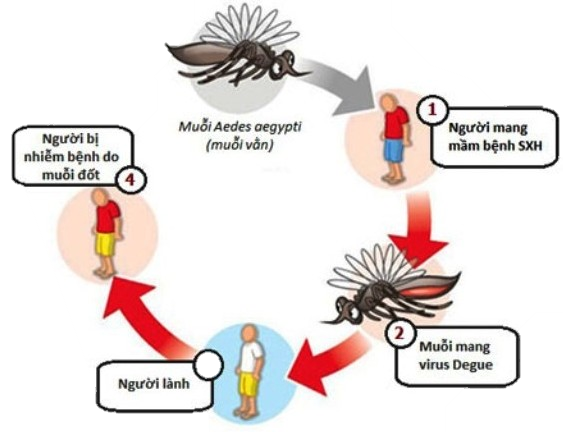 Muỗi Aedes aegypti
(muỗi vằn)
1
Người mang
mầm bệnh SXH
2
Muỗi mang
virus Degue
Người lành
4
Người bị
nhiễm bệnh do
muỗi đốt